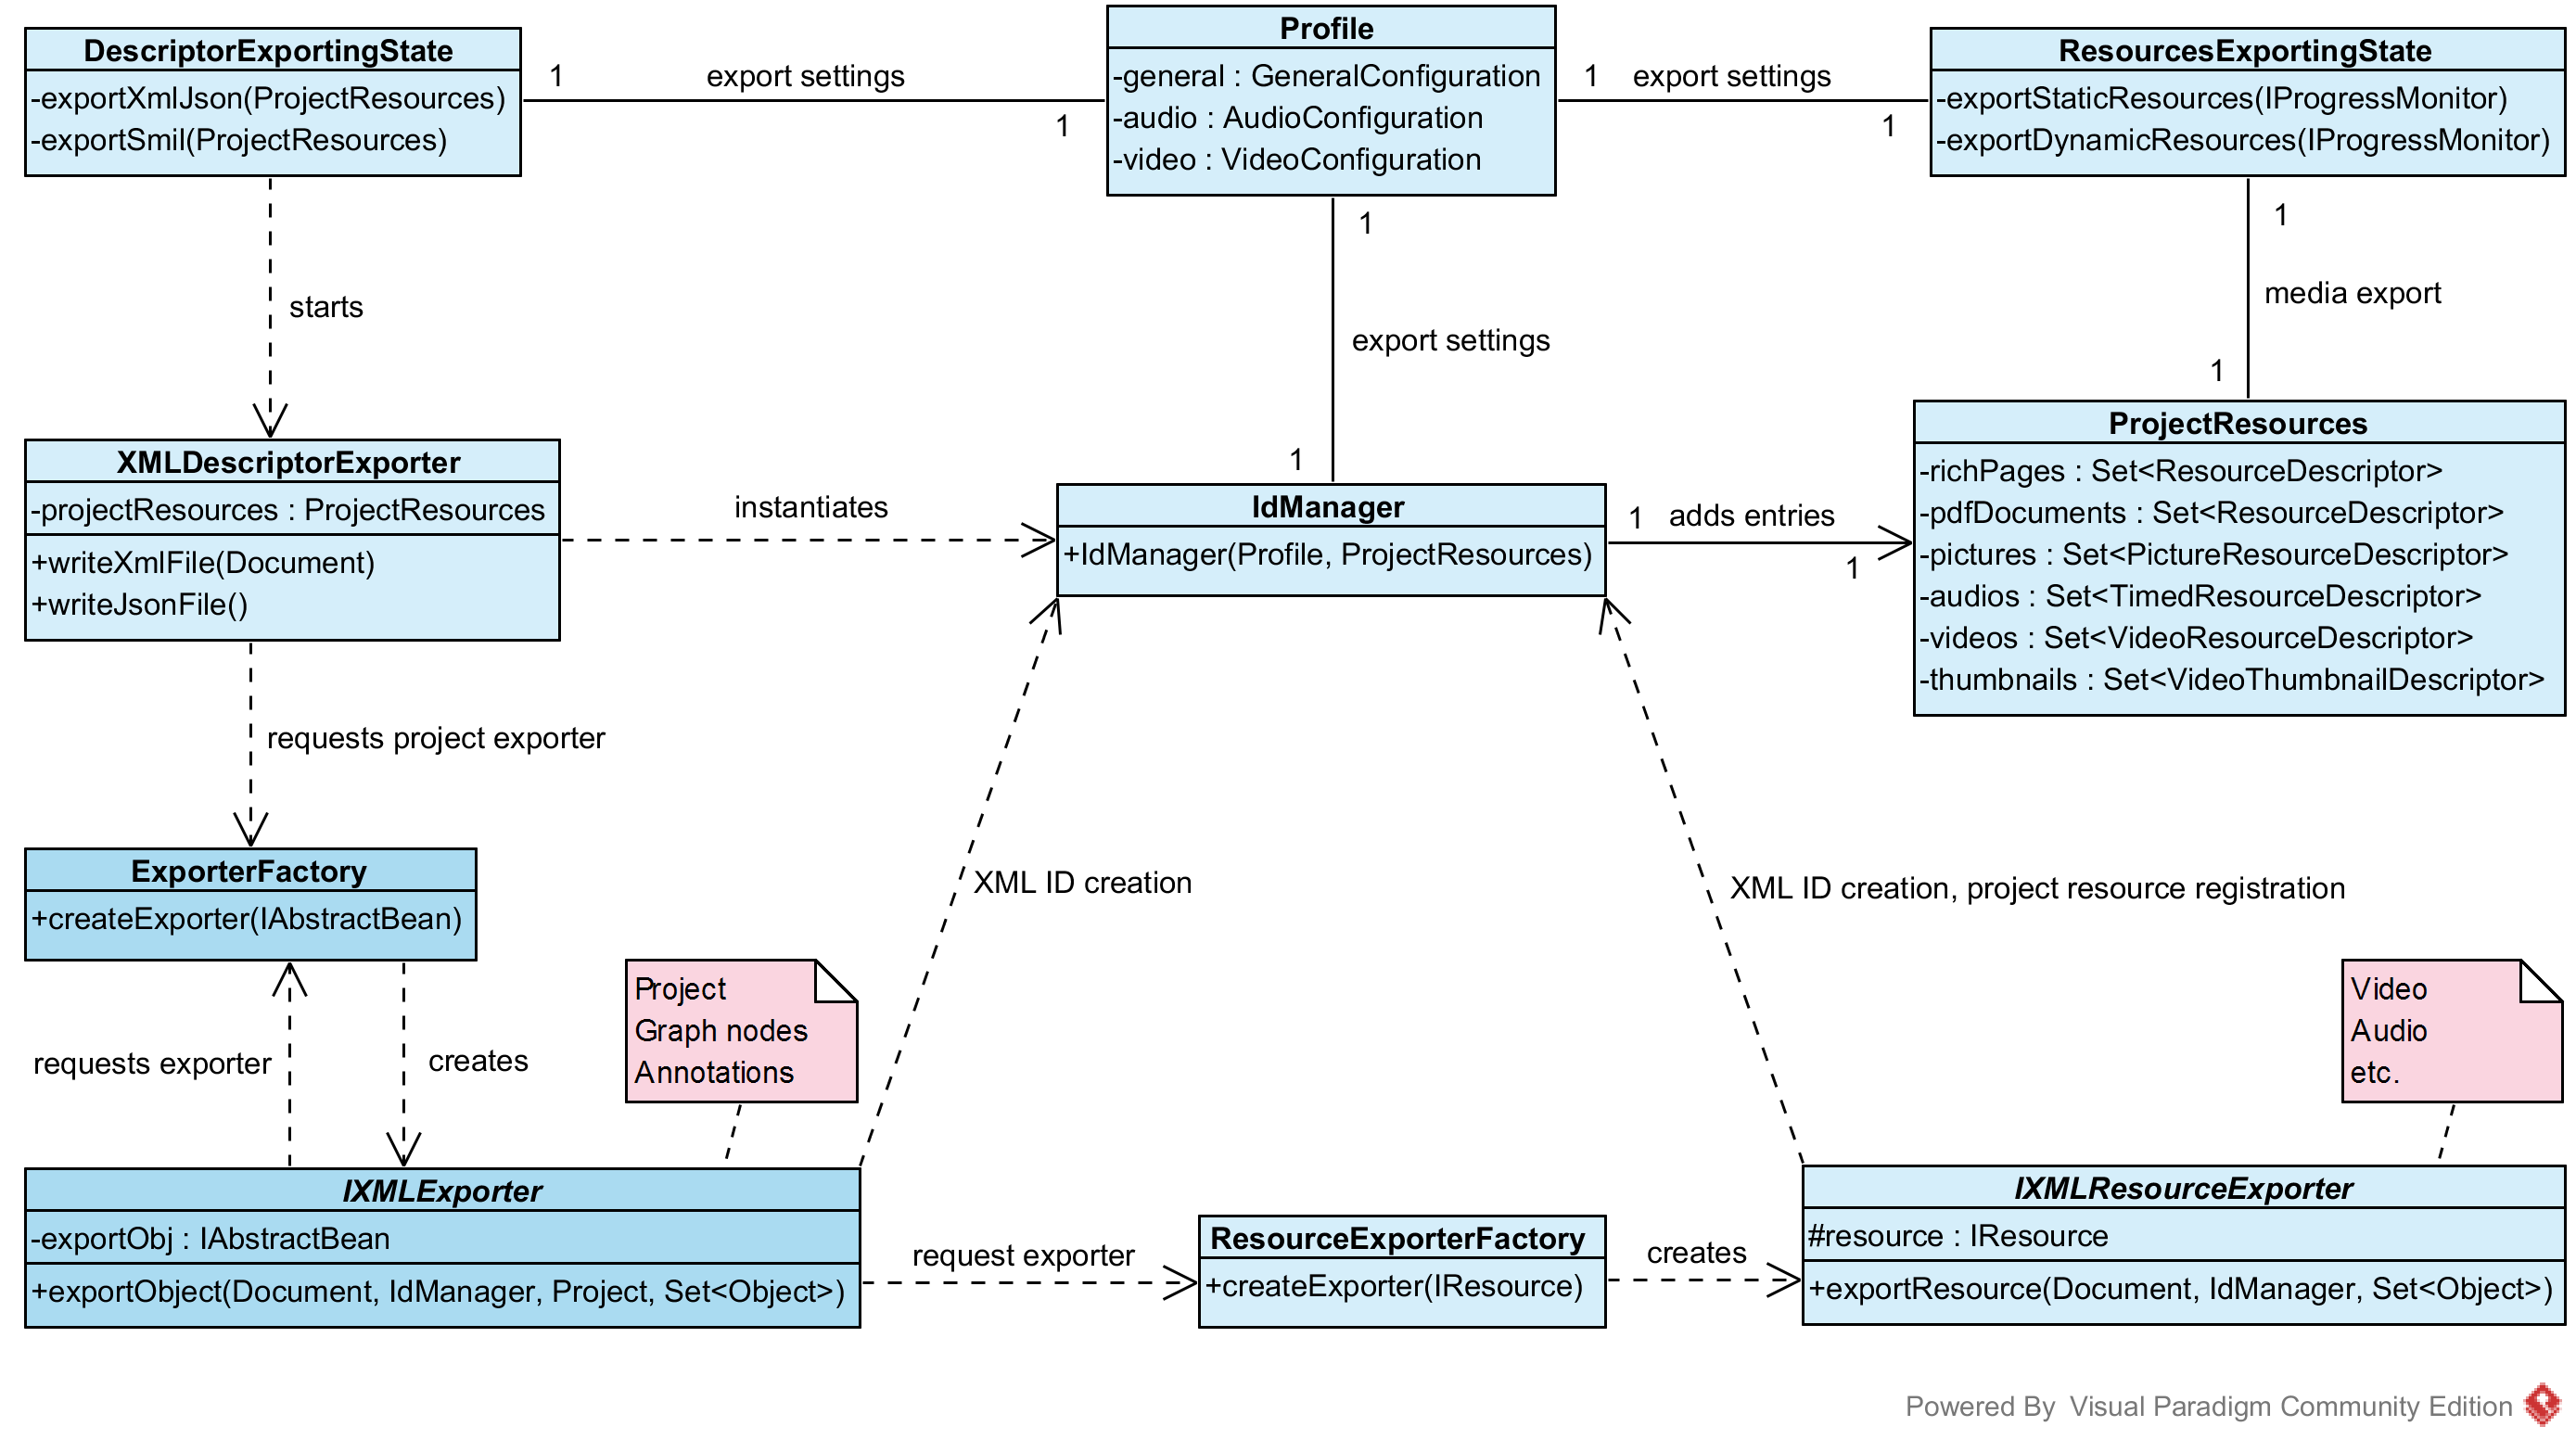 DescriptorExportingState
-exportXmlJson(ProjectResources)
-exportSmil(ProjectResources)
1
export settings
1
Profile
-general : GeneralConfiguration
-audio : AudioConfiguration
-video : VideoConfiguration
1
export settings
1
ResourcesExportingState
-exportStaticResources(IProgressMonitor)
-exportDynamicResources(IProgressMonitor)
starts
1
export settings
1
1
media export
1
XMLDescriptorExporter
-projectResources : ProjectResources
+writeXmlFile(Document)
+writeJsonFile()
instantiates
IdManager
+IdManager(Profile, ProjectResources)
1
adds entries
1
ProjectResources
-richPages : Set<ResourceDescriptor>
-pdfDocuments : Set<ResourceDescriptor>
-pictures : Set<PictureResourceDescriptor>
-audios : Set<TimedResourceDescriptor>
-videos : Set<VideoResourceDescriptor>
-thumbnails : Set<VideoThumbnailDescriptor>
requests project exporter
ExporterFactory
+createExporter(IAbstractBean)
XML ID creation
XML ID creation, project resource registration
requests exporter
creates
Project
Graph nodes
Annotations
Video
Audio
etc.
IXMLExporter
-exportObj : IAbstractBean
+exportObject(Document, IdManager, Project, Set<Object>)
request exporter
ResourceExporterFactory
+createExporter(IResource)
creates
IXMLResourceExporter
#resource : IResource
+exportResource(Document, IdManager, Set<Object>)
Powered By Visual Paradigm Community Edition